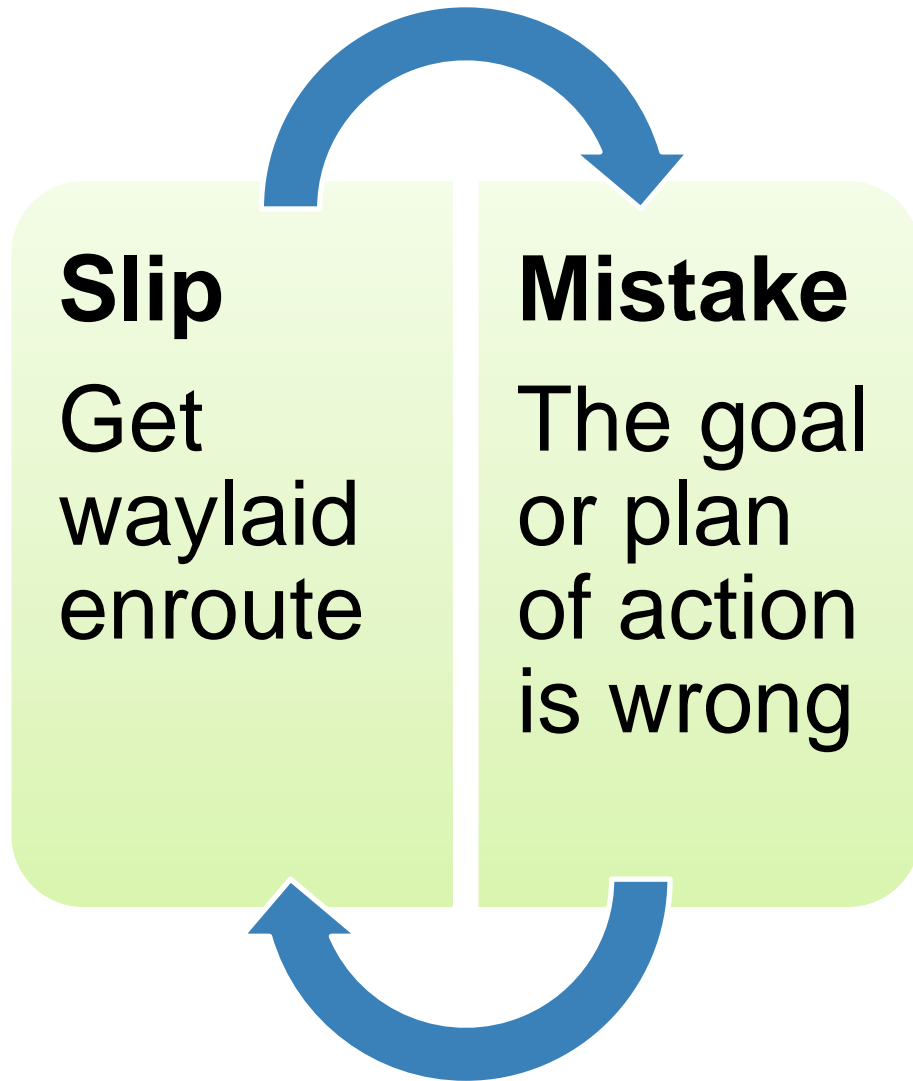 Slip
Get
waylaid
enroute
Mistake
The goal
or plan
of action
is wrong